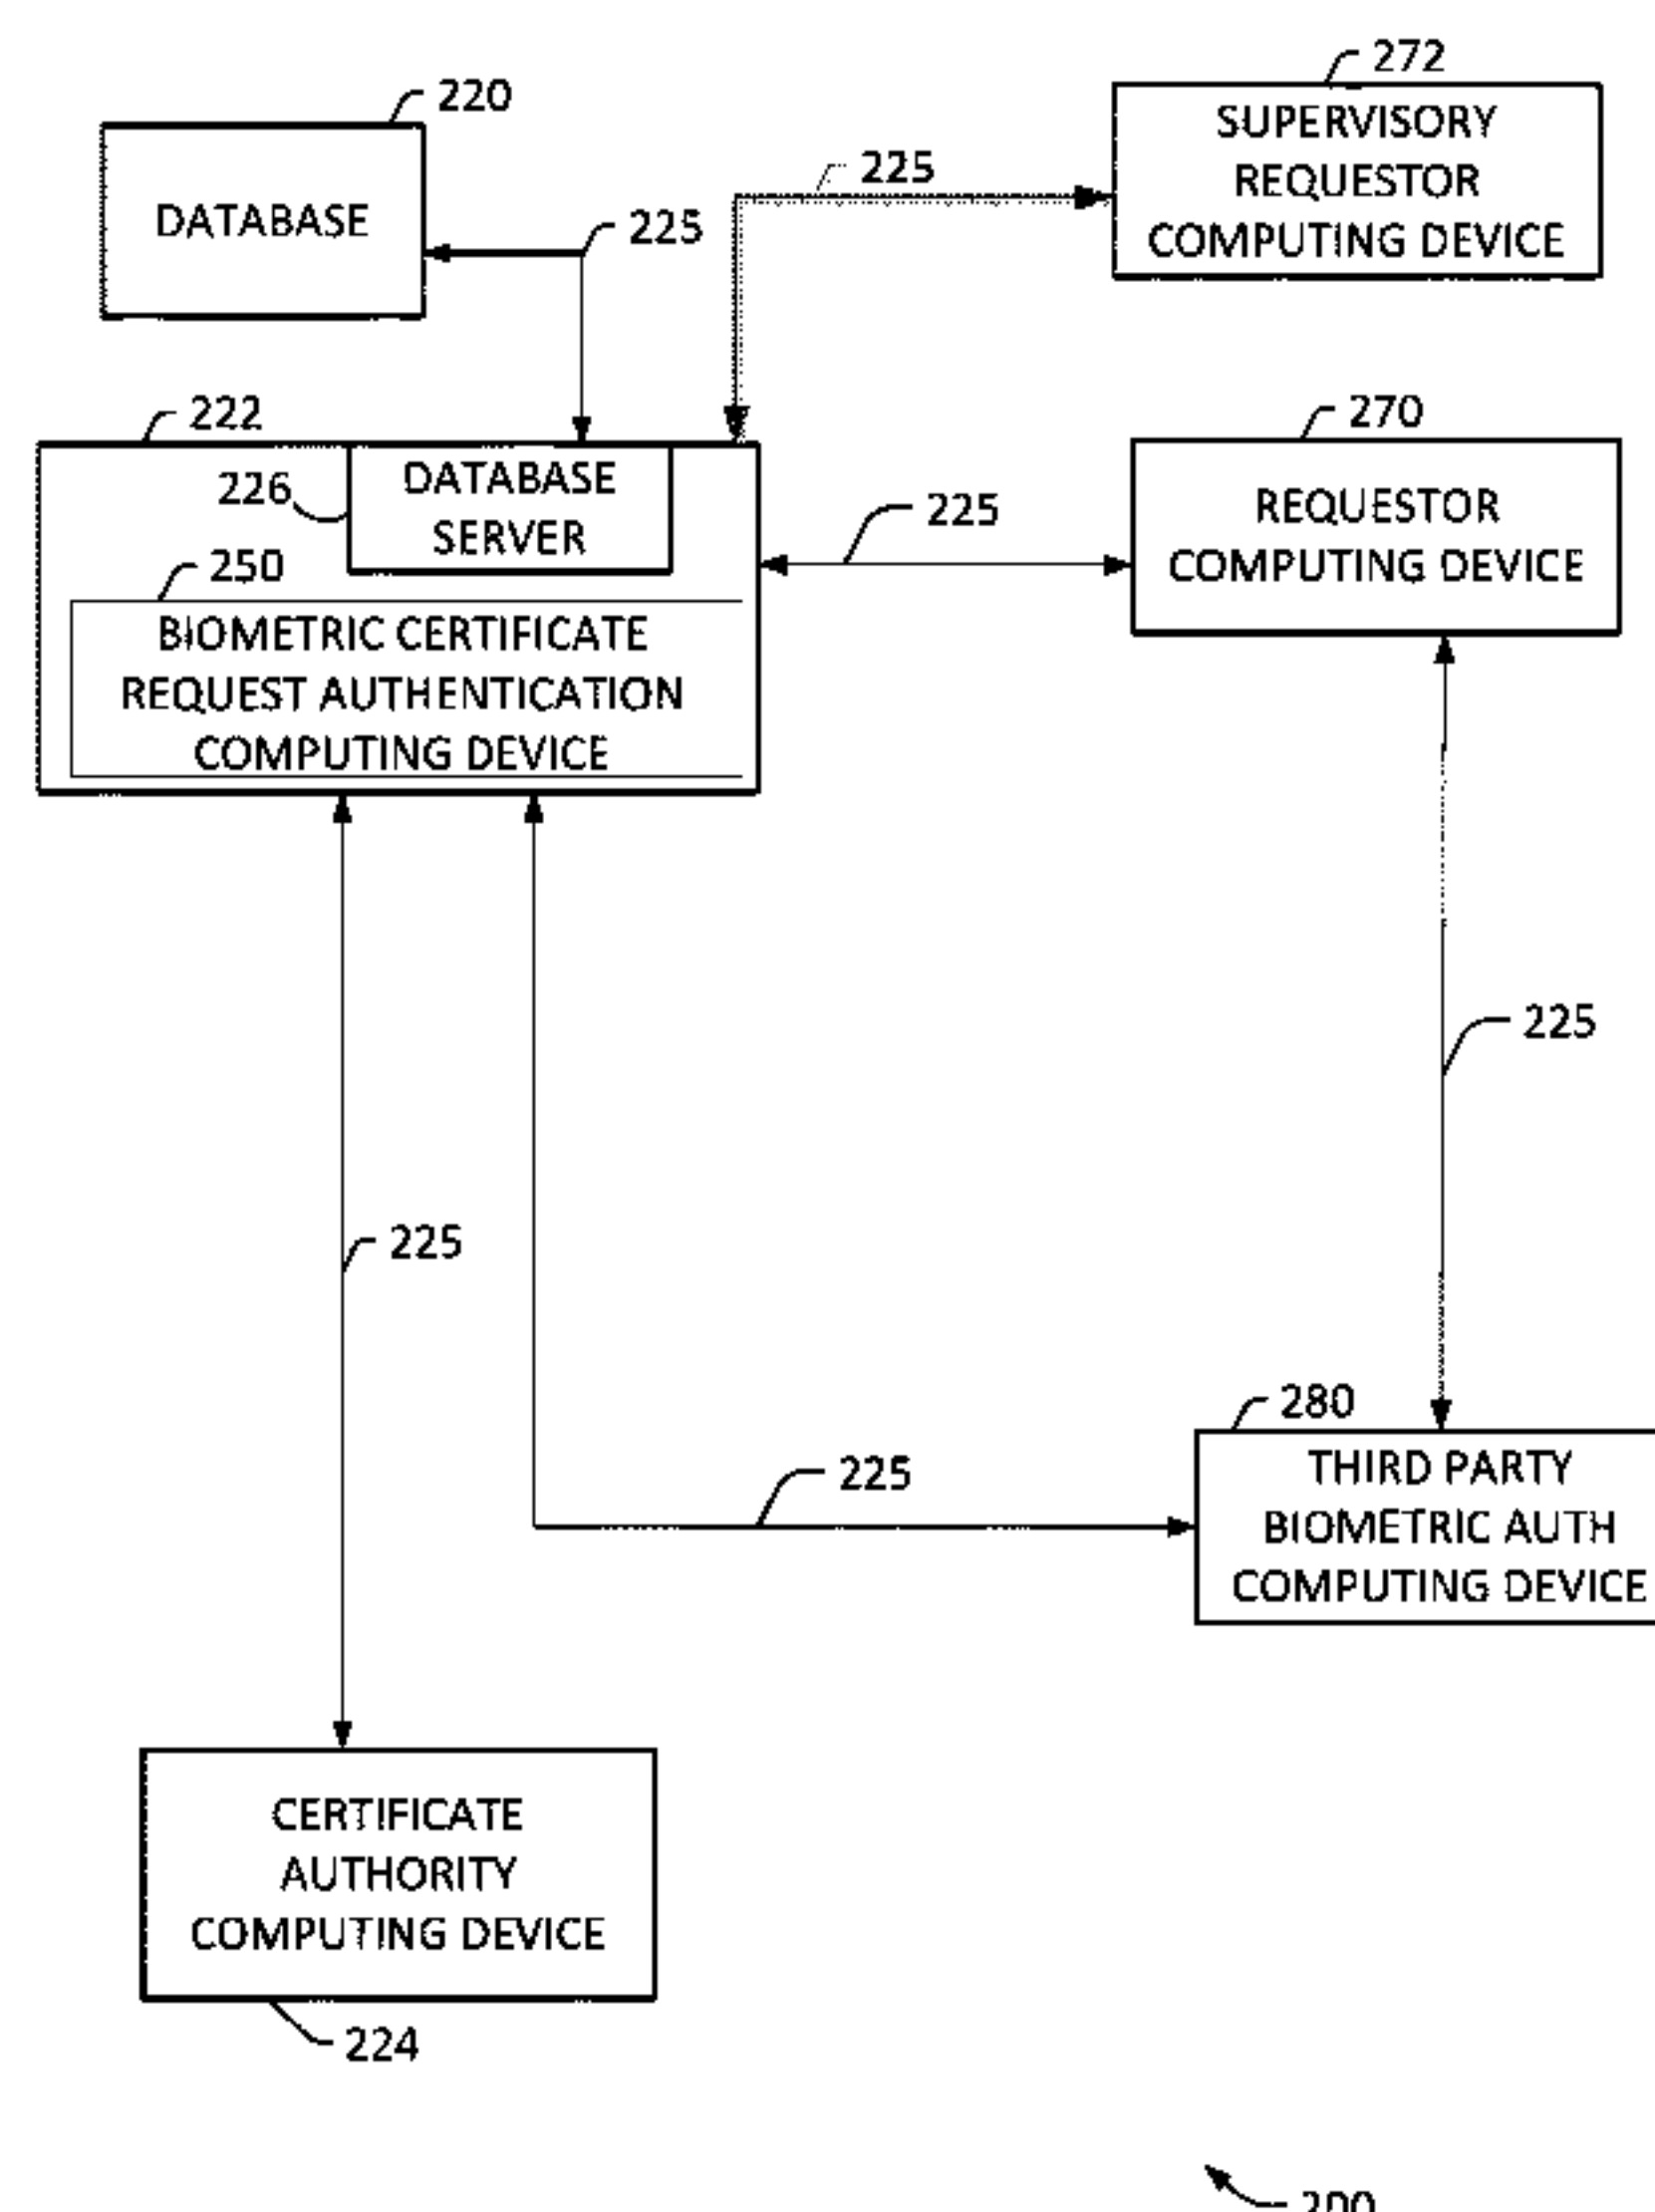 272
SUPERVISORY
REQUESTOR
COMPUTING DEVICE
220
DATABASE
225
225
222
226
DATABASE
SERVER
250
BIOMETRIC CERTIFICATE
REQUEST AUTHENTICATION
COMPUTING DEVICE
225
270
REQUESTOR
COMPUTING DEVICE
225
225
280
THIRD PARTY
BIOMETRIC AUTH
COMPUTING DEVICE
225
CERTIFICATE
AUTHORITY
COMPUTING DEVICE
224